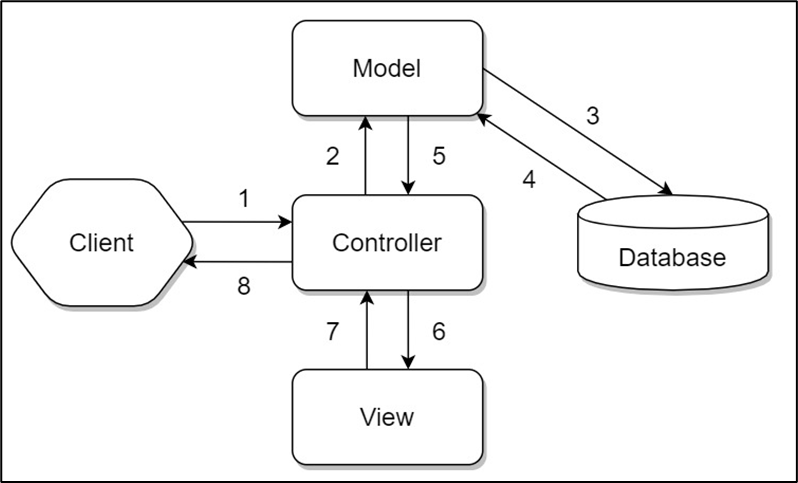 Model
3
2
5
4
1
Client
Controller
Database
8
7
6
View